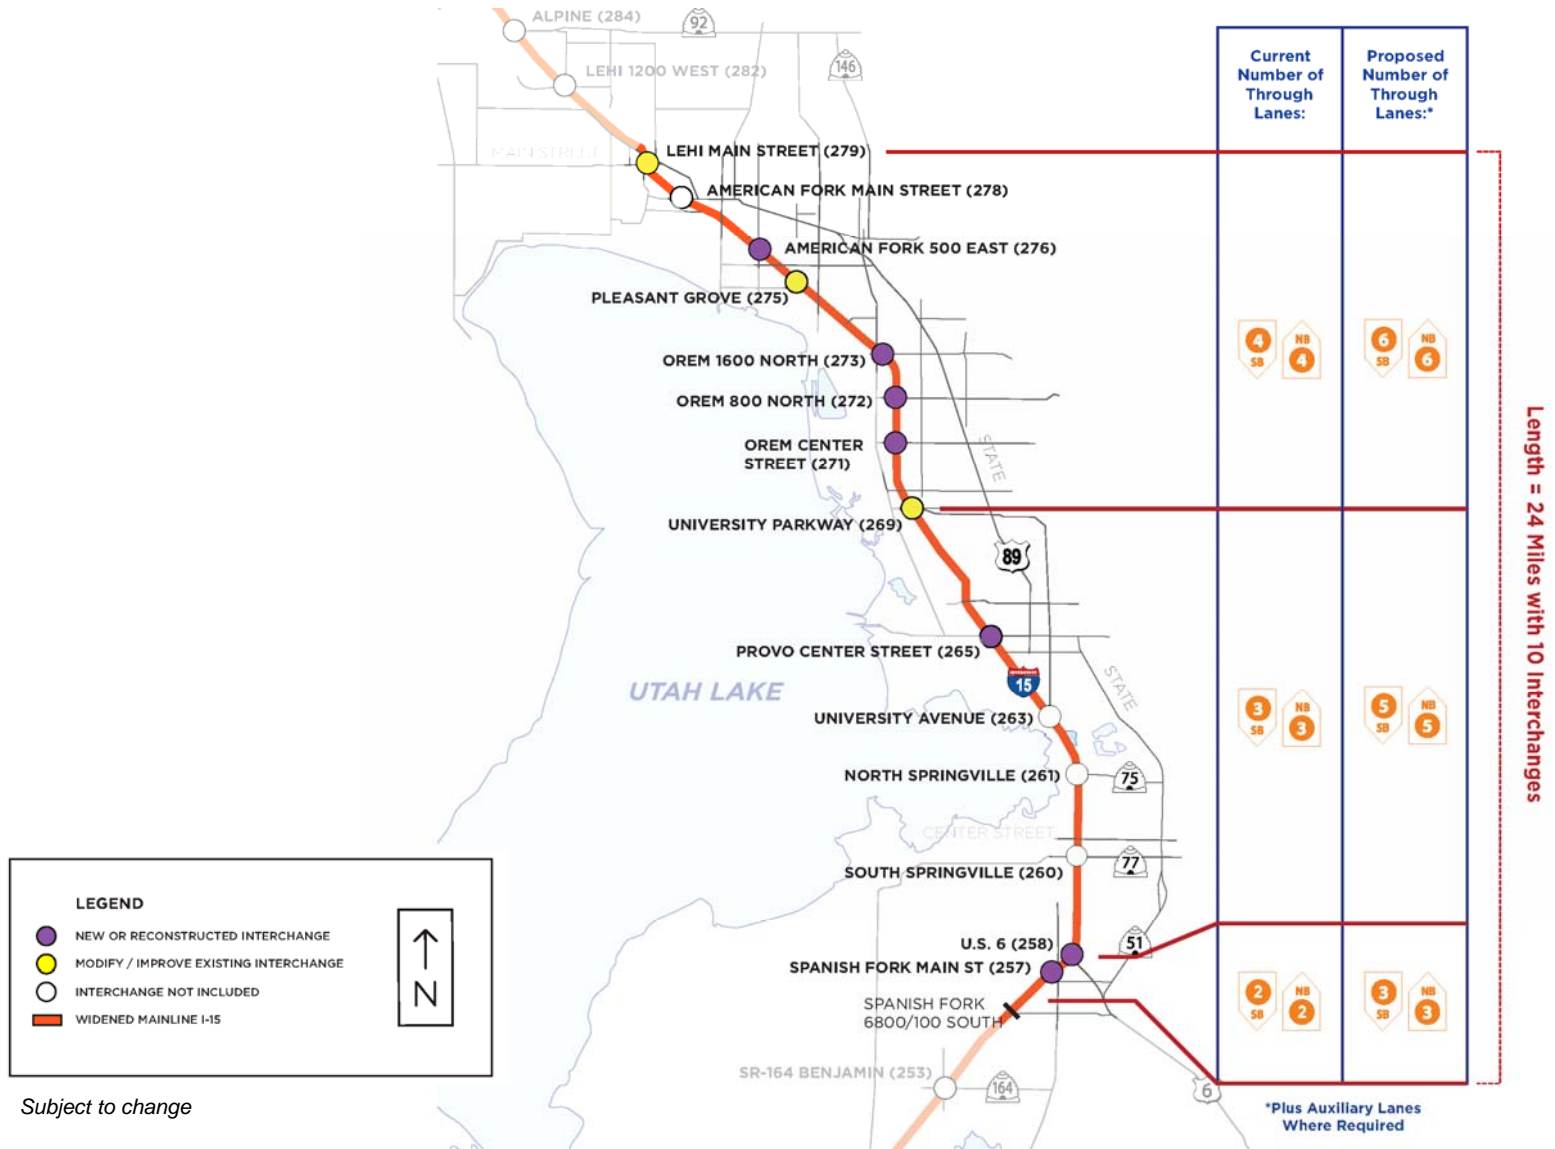 ALPINE (284)
92
LEHI 1200 WEST (282)
146
MAIN STREET
LEHI MAIN STREET (279)
AMERICAN FORK MAIN STREET (278)
AMERICAN FORK 500 EAST (276)
PLEASANT GROVE (275)
OREM 1600 NORTH (273)
OREM 800 NORTH (272)
OREM CENTER
STREET (271)
STATE
UNIVERSITY PARKWAY (269)
89
PROVO CENTER STREET (265)
15
STATE
UTAH LAKE
UNIVERSITY AVENUE (263)
NORTH SPRINGVILLE (261)
75
CENTER STREET
SOUTH SPRINGVILLE (260)
77
U.S. 6 (258)
51
SPANISH FORK MAIN ST (257)
SPANISH FORK
6800/100 SOUTH
SR-164 BENJAMIN (253)
164
6
Current
Number of
Through
Lanes:
Proposed
Number of
Through
Lanes:*
4
SB
NB
4
6
SB
NB
6
3
SB
NB
3
5
SB
NB
5
2
SB
NB
2
3
SB
NB
3
*Plus Auxiliary Lanes
Where Required
Length = 24 Miles with 10 Interchanges
LEGEND
NEW OR RECONSTRUCTED INTERCHANGE
MODIFY / IMPROVE EXISTING INTERCHANGE
INTERCHANGE NOT INCLUDED
WIDENED MAINLINE I-15
N
Subject to change